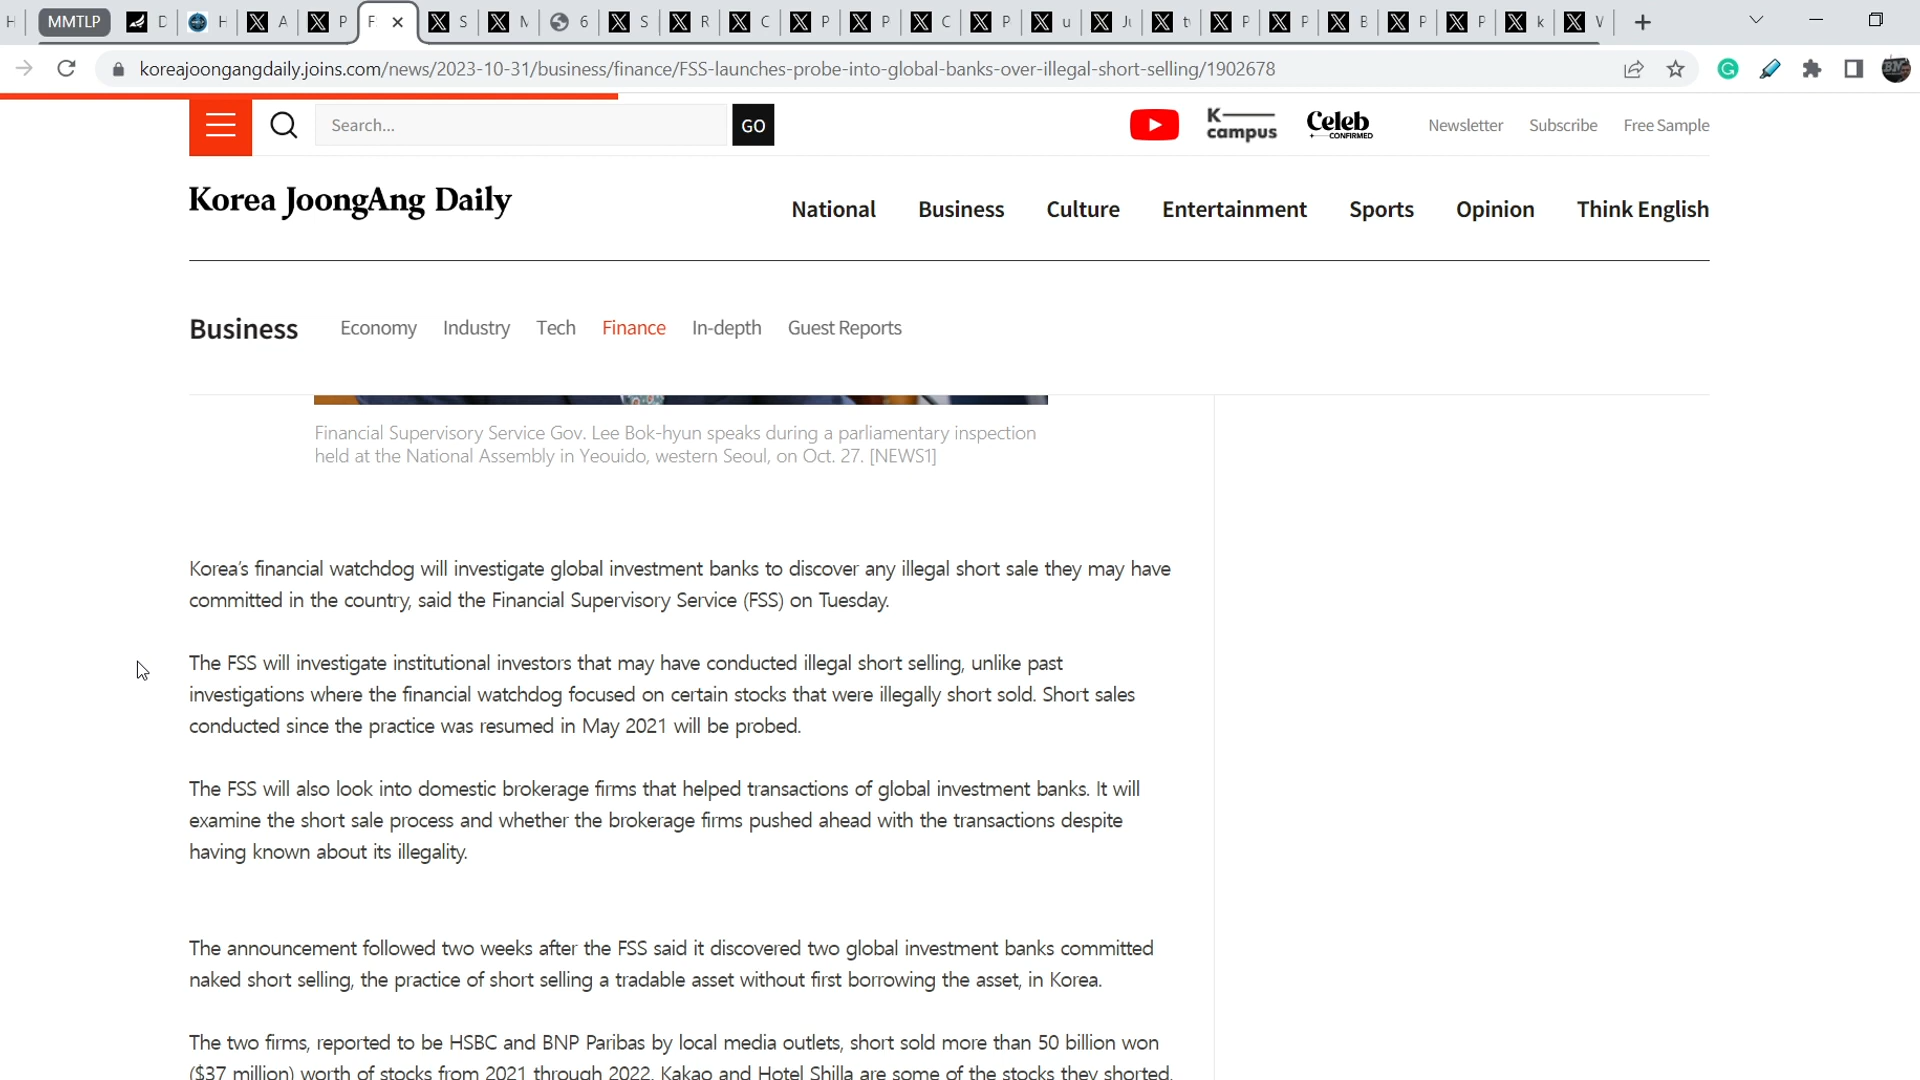 H MMTLP D H A P F S M 6 S R C P P C P u Ju tv P P B P P k V
koreajoongangdaily.joins.com/news/2023-10-31/business/finance/FSS-launches-probe-into-global-banks-over-illegal-short-selling/1902678
Search... GO K campus Celeb CONFIRMED Newsletter Subscribe Free Sample
Korea JoongAng Daily National Business Culture Entertainment Sports Opinion Think English
Business Economy Industry Tech Finance In-depth Guest Reports
Financial Supervisory Service Gov. Lee Bok-hyun speaks during a parliamentary inspection
held at the National Assembly in Yeouido, western Seoul, on Oct. 27. [NEWS1]
Korea's financial watchdog will investigate global investment banks to discover any illegal short sale they may have
committed in the country, said the Financial Supervisory Service (FSS) on Tuesday.
The FSS will investigate institutional investors that may have conducted illegal short selling, unlike past
investigations where the financial watchdog focused on certain stocks that were illegally short sold. Short sales
conducted since the practice was resumed in May 2021 will be probed.
The FSS will also look into domestic brokerage firms that helped transactions of global investment banks. It will
examine the short sale process and whether the brokerage firms pushed ahead with the transactions despite
having known about its illegality.
The announcement followed two weeks after the FSS said it discovered two global investment banks committed
naked short selling, the practice of short selling a tradable asset without first borrowing the asset, in Korea.
The two firms, reported to be HSBC and BNP Paribas by local media outlets, short sold more than 50 billion won
($37 million) worth of stocks from 2021 through 2022. Kakao and Hotel Shilla are some of the stocks they shorted.